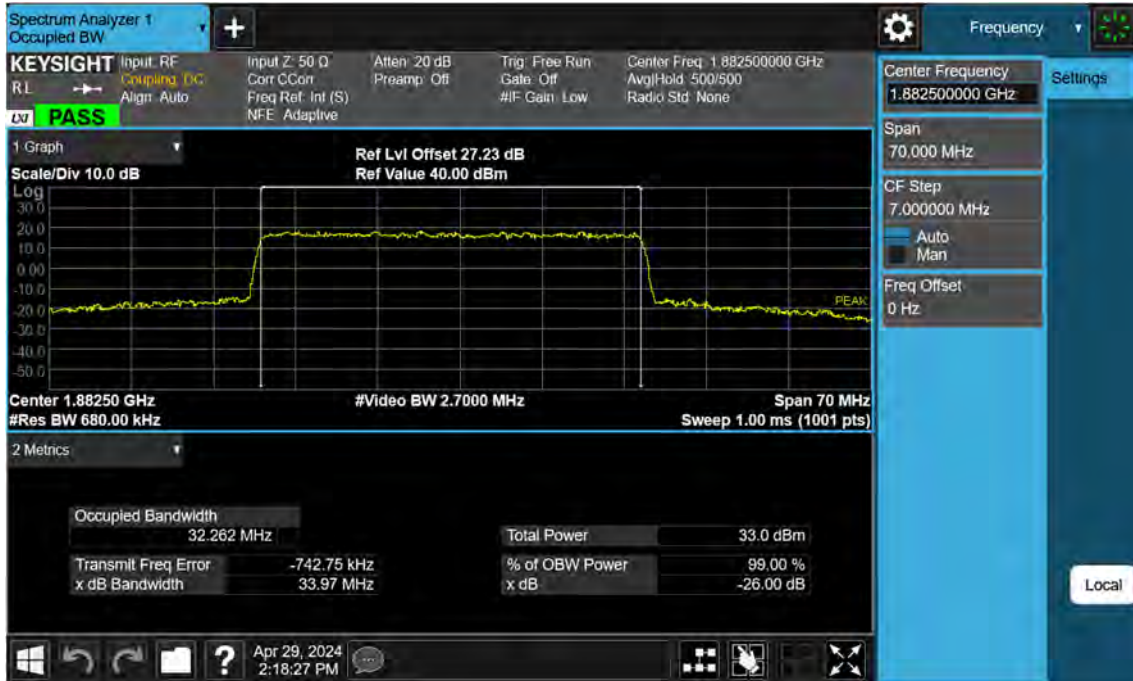 Spectrum Analyzer 1
Occupied BW
+
Frequency
KEYSIGHT
RL
LXI
PASS
Input: RF
Coupling: DC
Align: Auto
Input Z: 50 Ω
Corr CCorr
Freq Ref: Int (S)
NFE: Adaptive
Atten: 20 dB
Preamp: Off
Trig: Free Run
Gate: Off
#IF Gain: Low
Center Freq: 1.882500000 GHz
Avg|Hold: 500/500
Radio Std: None
Center Frequency
1.882500000 GHz
Settings
Span
70.000 MHz
CF Step
7.000000 MHz
Auto
Man
Freq Offset
0 Hz
Local
1 Graph
Scale/Div 10.0 dB
Ref Lvl Offset 27.23 dB
Ref Value 40.00 dBm
Log
30.0
20.0
10.0
0.00
-10.0
-20.0
-30.0
-40.0
-50.0
PEAK
Center 1.88250 GHz
#Video BW 2.7000 MHz
Span 70 MHz
#Res BW 680.00 kHz
Sweep 1.00 ms (1001 pts)
2 Metrics
Occupied Bandwidth
32.262 MHz
Total Power 33.0 dBm
Transmit Freq Error -742.75 kHz
% of OBW Power 99.00 %
x dB Bandwidth 33.97 MHz
x dB -26.00 dB
?
Apr 29, 2024
2:18:27 PM